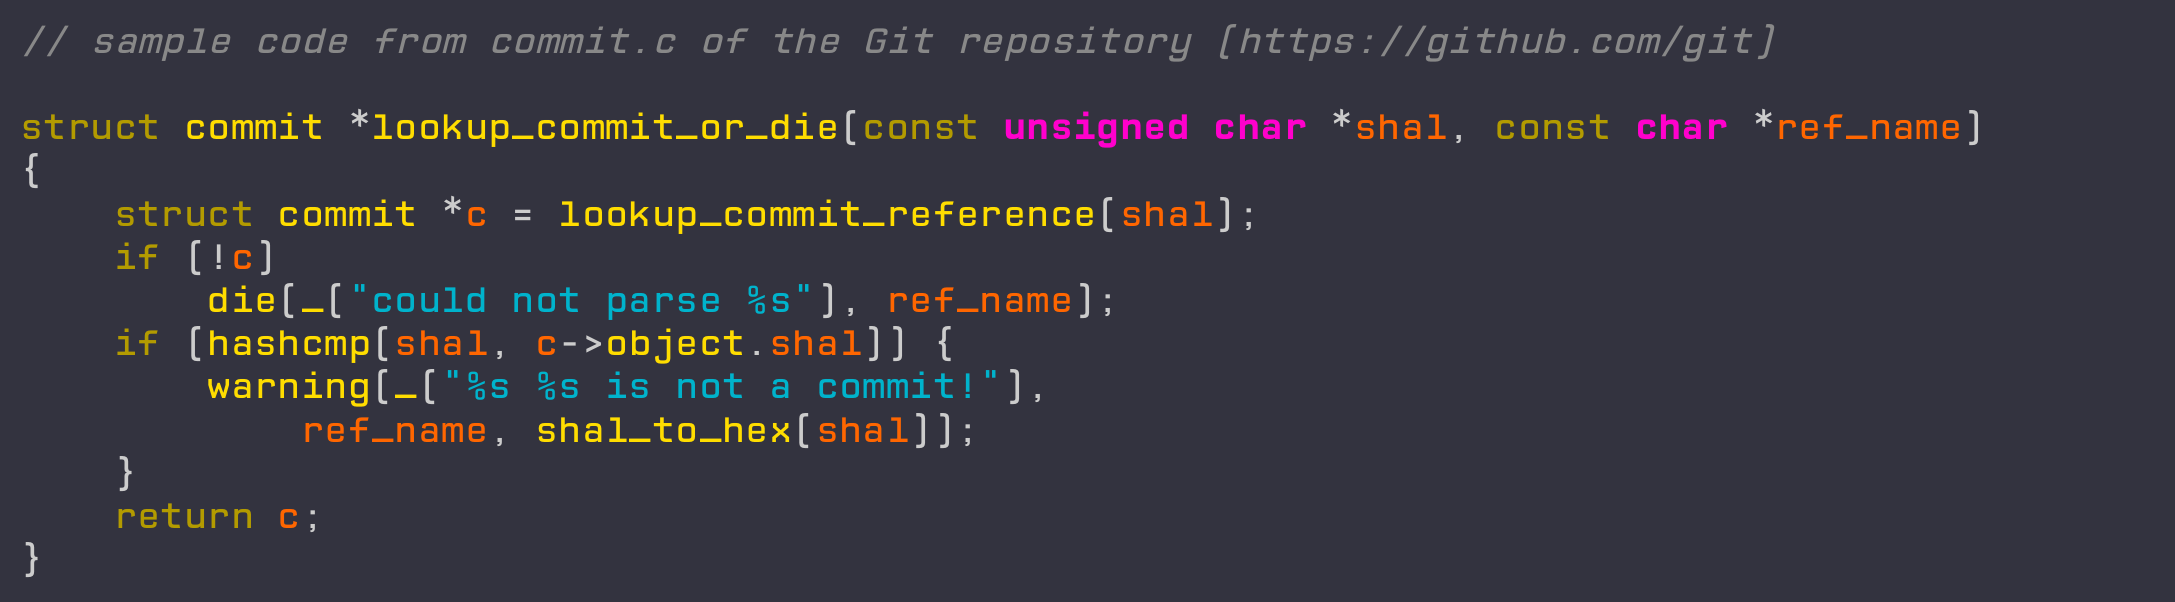 // sample code from commit.c of the Git repository (https://github.com/git)
struct commit *lookup_commit_or_die(const unsigned char *sha1, const char *ref_name)
{
    struct commit *c = lookup_commit_reference(sha1);
    if (!c)
        die(_("could not parse %s"), ref_name);
    if (hashcmp(sha1, c->object.sha1)) {
        warning(_("%s %s is not a commit!"),
            ref_name, sha1_to_hex(sha1));
    }
    return c;
}